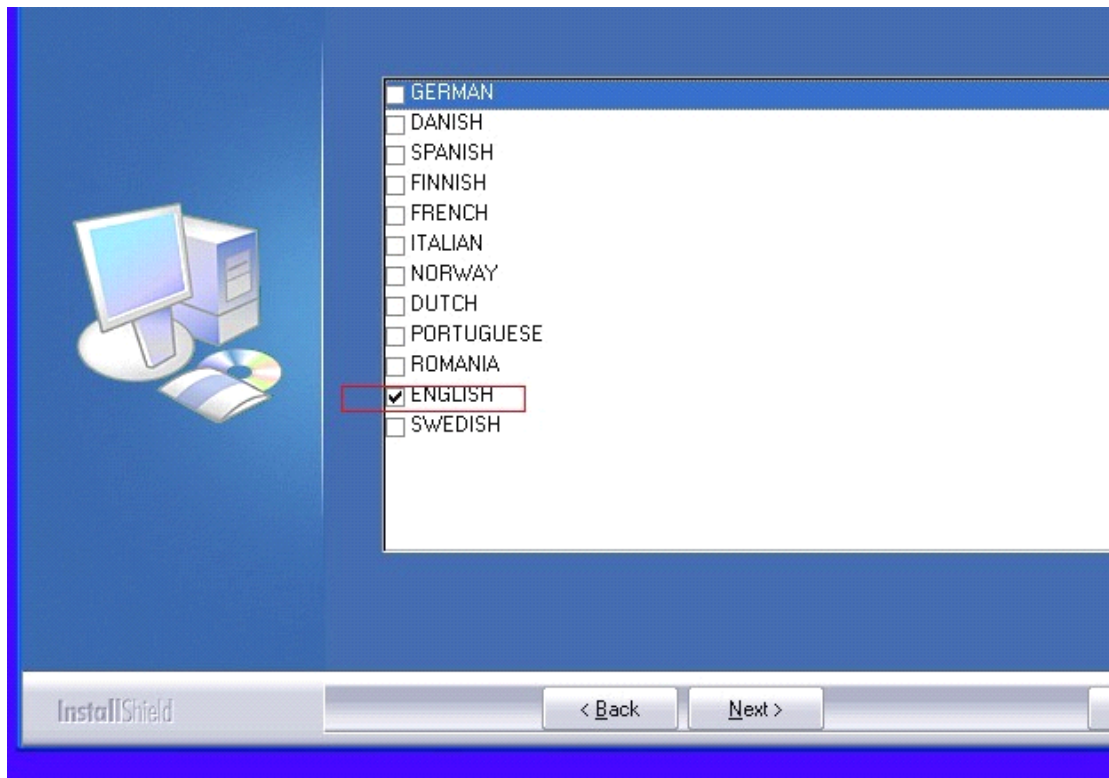 GERMAN
DANISH
SPANISH
FINNISH
FRENCH
ITALIAN
NORWAY
DUTCH
PORTUGUESE
ROMANIA
ENGLISH
SWEDISH
InstallShield
< Back
Next >